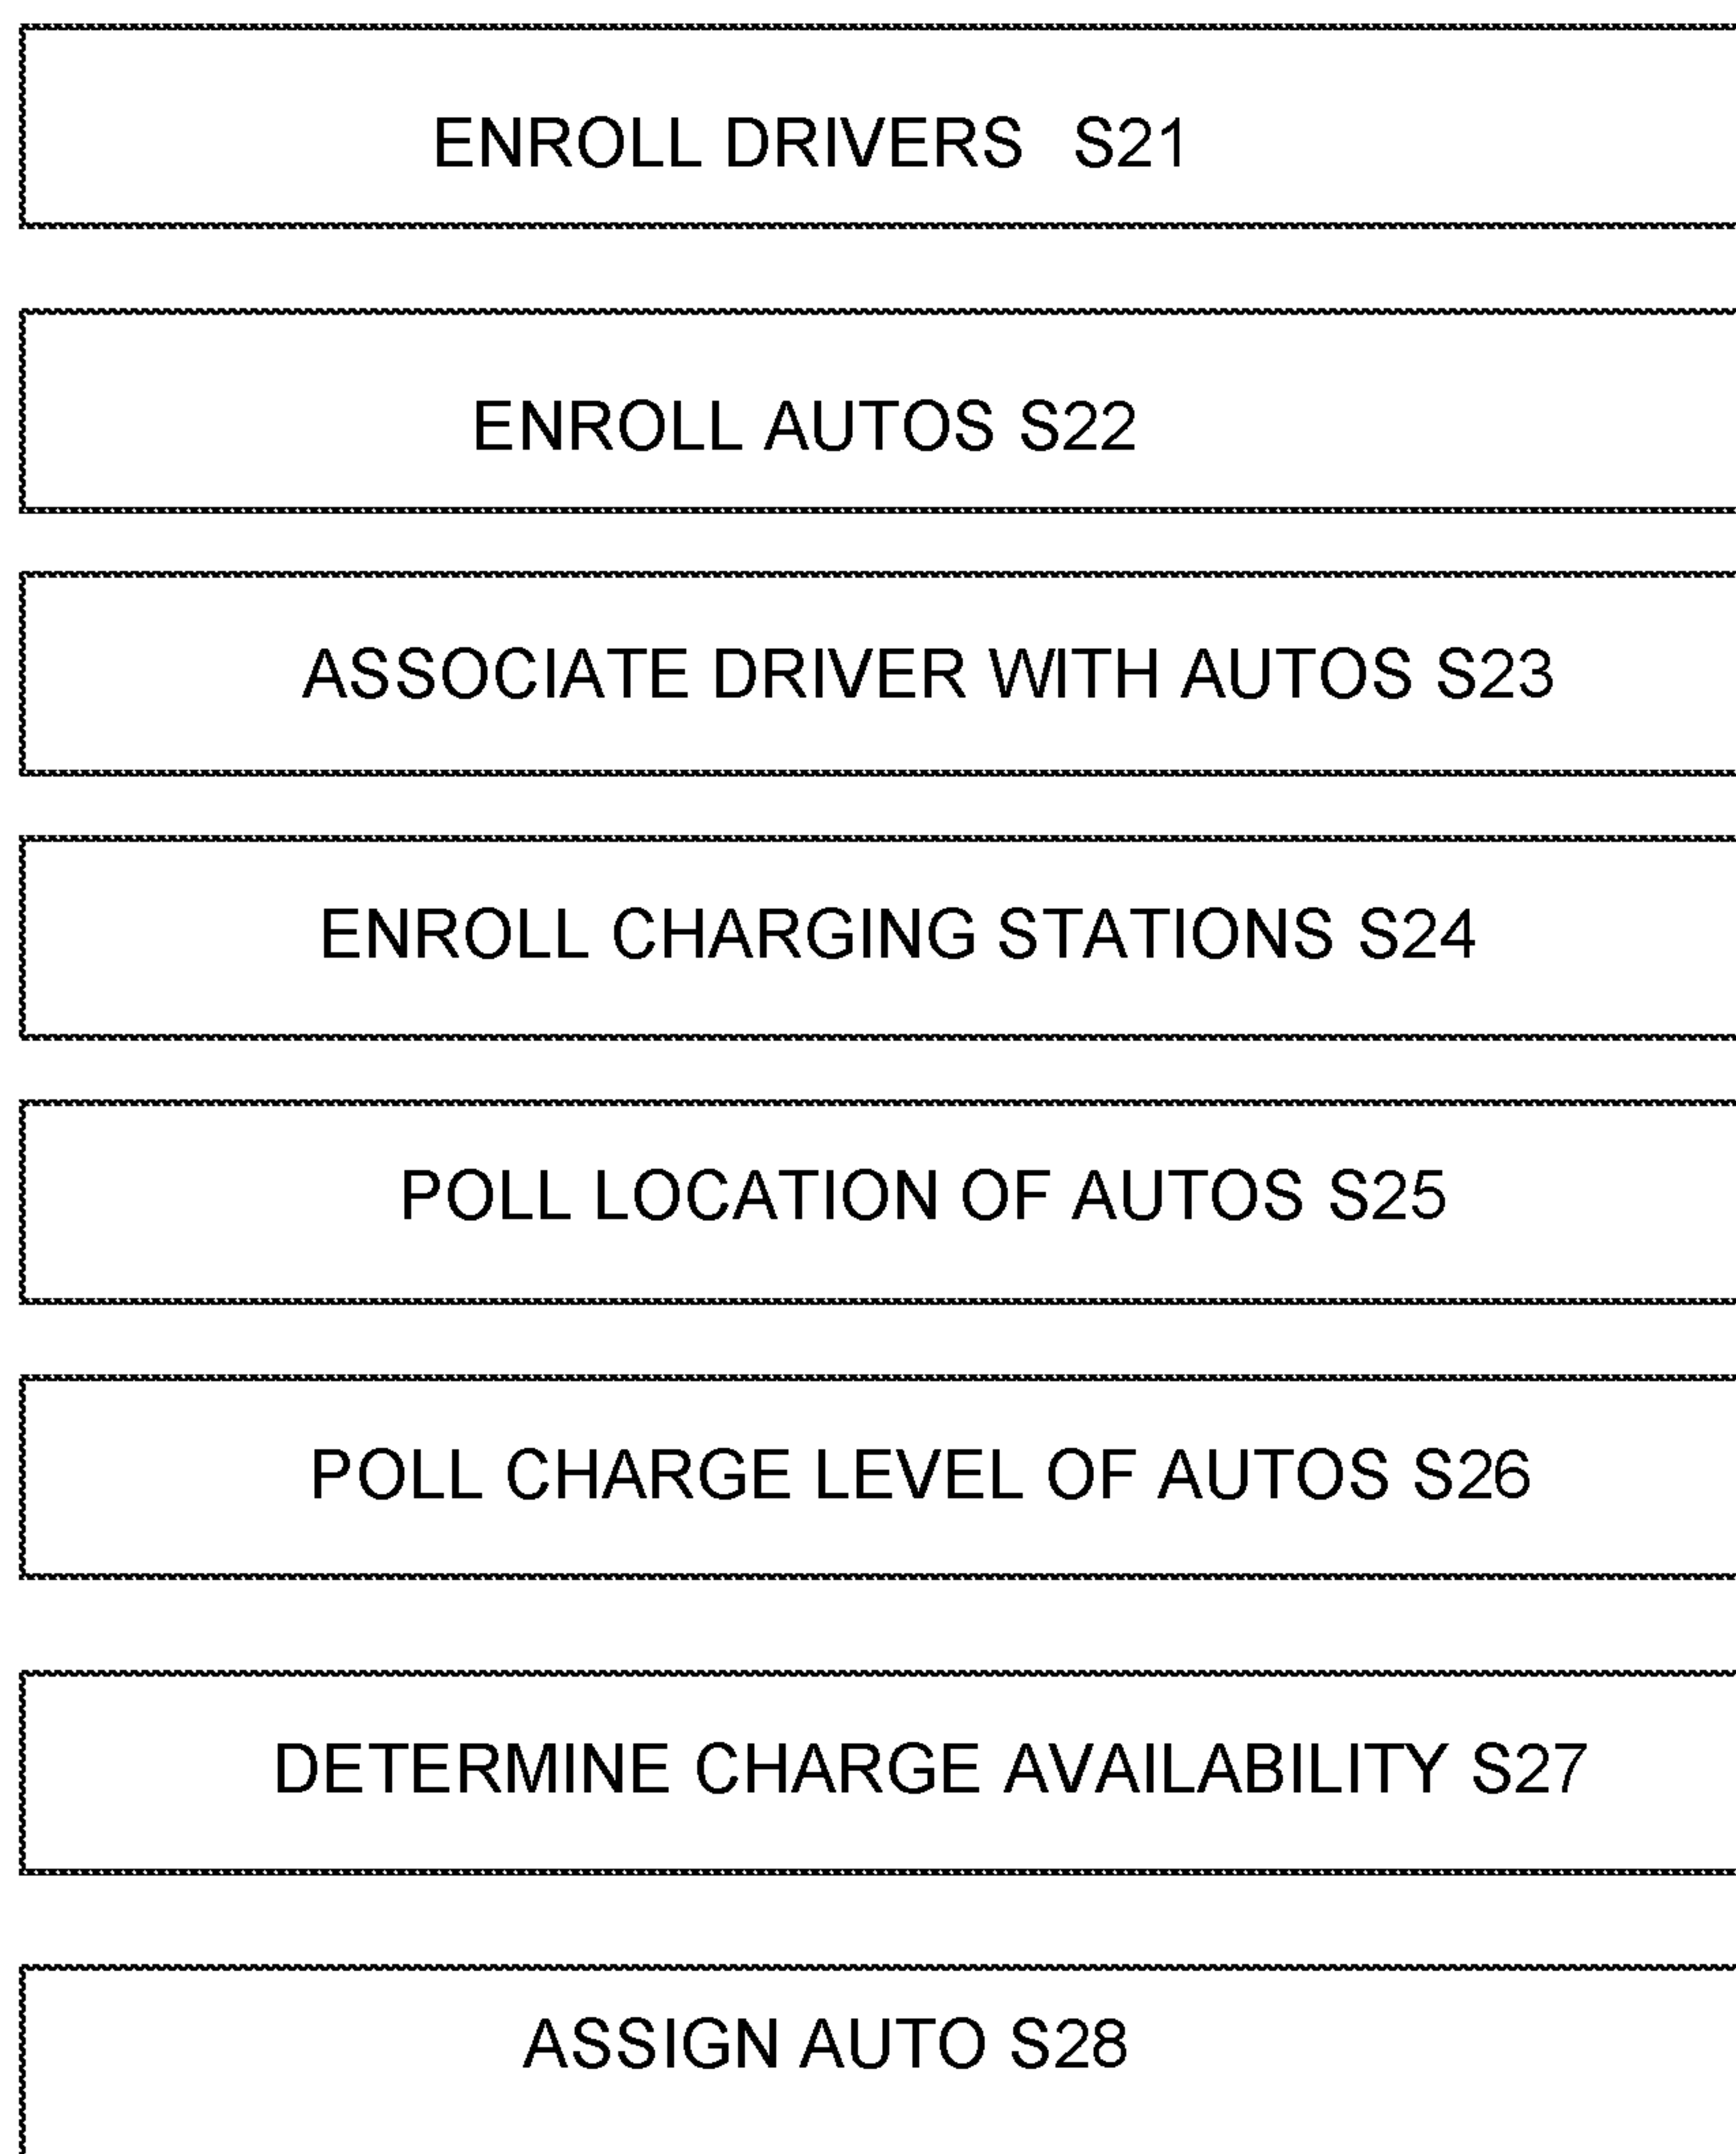 ENROLL DRIVERS S21
ENROLL AUTOS S22
ASSOCIATE DRIVER WITH AUTOS S23
ENROLL CHARGING STATIONS S24
POLL LOCATION OF AUTOS S25
POLL CHARGE LEVEL OF AUTOS S26
DETERMINE CHARGE AVAILABILITY S27
ASSIGN AUTO S28